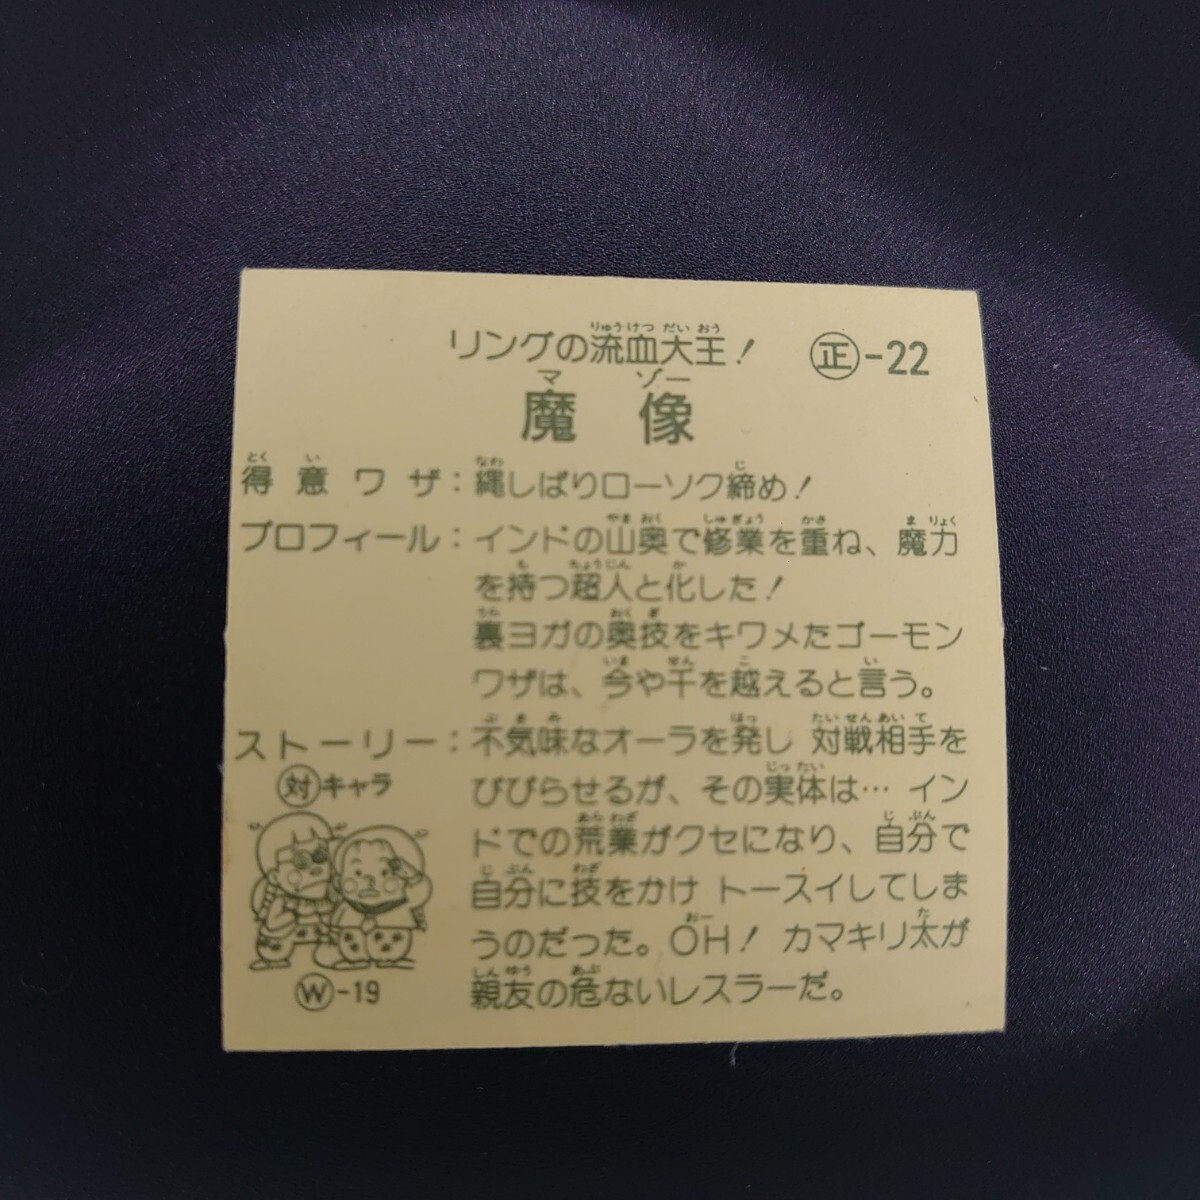 リングの流血大王! ㊣-22
魔像
得意ワザ:縄しばりローソク締め!
プロフィール:インドの山奥で修業を重ね、魔力
を持つ超人と化した!
裏ヨガの奥技をキワメたゴーモン
ワザは、今や千を越えると言う。
ストーリー:不気味なオーラを発し 対戦相手を
びびらせるが、その実体は…イン
ドでの荒業がクセになり、自分で
自分に技をかけ トースイしてしま
うのだった。OH! カマキリ太が
親友の危ないレスラーだ。
対キャラ
Ⓦ-19